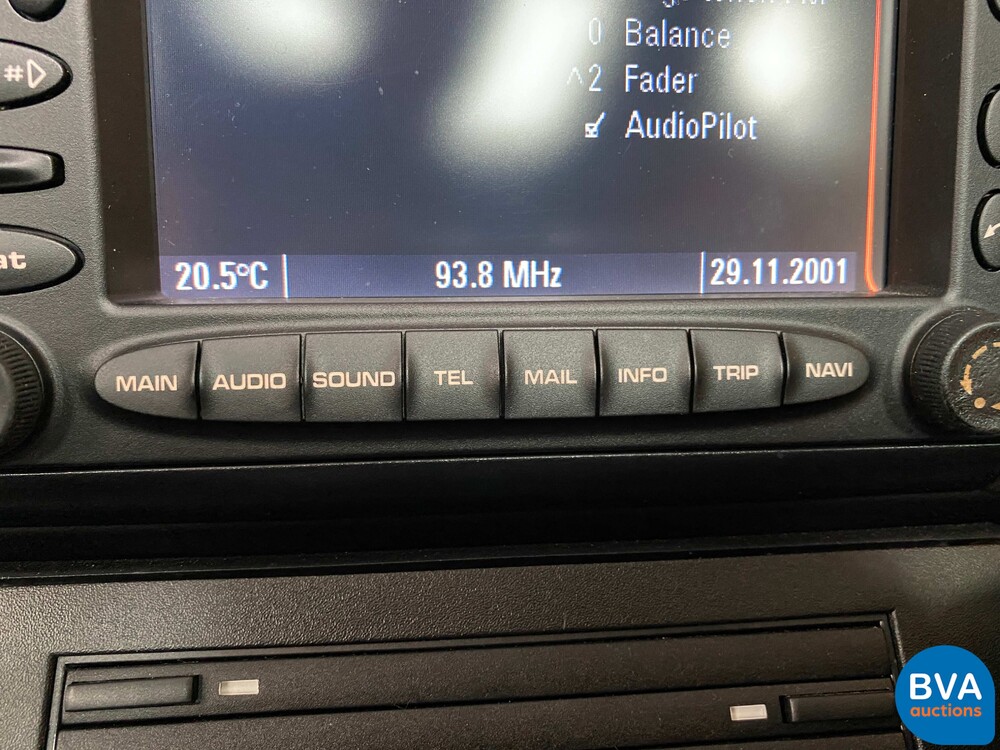 0 Balance
# ^2 Fader
AudioPilot
at
20.5°C 93.8 MHz 29.11.2001
MAIN AUDIO SOUND TEL MAIL INFO TRIP NAVI
BVA
auctions